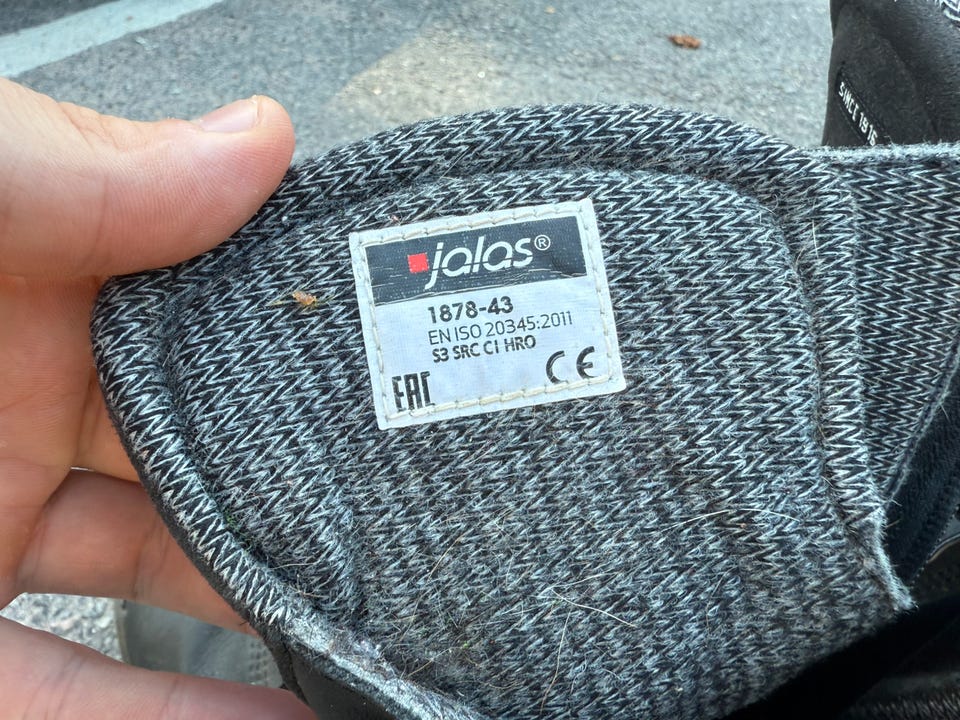 SINCE 1916
jalas®
1878-43
EN ISO 20345:2011
S3 SRC CI HRO
EAC CE